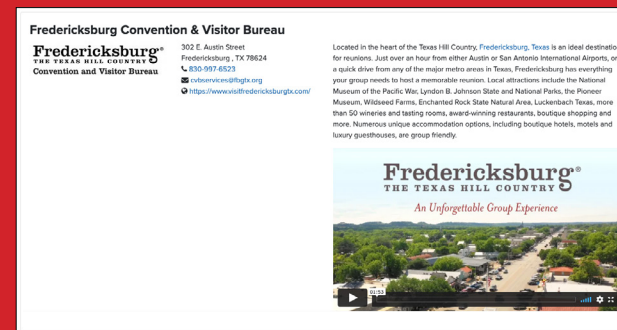 Fredericksburg Convention & Visitor Bureau
Fredericksburg®
THE TEXAS HILL COUNTRY
Convention and Visitor Bureau
302 E. Austin Street
Fredericksburg , TX 78624
830-997-6523
cvbservices@fbgtx.org
https://www.visitfredericksburgtx.com/
Located in the heart of the Texas Hill Country, Fredericksburg, Texas is an ideal destinatio
for reunions. Just over an hour from either Austin or San Antonio International Airports, or
a quick drive from any of the major metro areas in Texas, Fredericksburg has everything
your group needs to host a memorable reunion. Local attractions include the National
Museum of the Pacific War, Lyndon B. Johnson State and National Parks, the Pioneer
Museum, Wildseed Farms, Enchanted Rock State Natural Area, Luckenbach Texas, more
than 50 wineries and tasting rooms, award-winning restaurants, boutique shopping and
more. Numerous unique accommodation options, including boutique hotels, motels and
luxury guesthouses, are group friendly.
Fredericksburg®
THE TEXAS HILL COUNTRY
An Unforgettable Group Experience
01:53